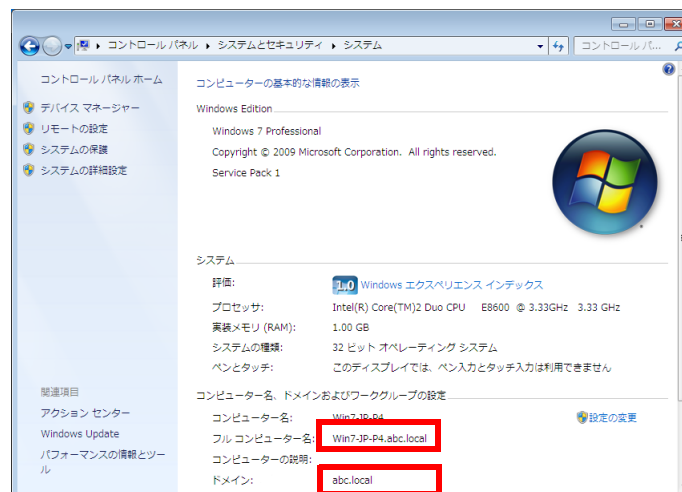 コントロール パネル ▸ システムとセキュリティ ▸ システム
コントロール パ...
コントロール パネル ホーム
デバイス マネージャー
リモートの設定
システムの保護
システムの詳細設定
コンピューターの基本的な情報の表示
Windows Edition
Windows 7 Professional
Copyright © 2009 Microsoft Corporation. All rights reserved.
Service Pack 1
システム
評価:
1.0 Windows エクスペリエンス インデックス
プロセッサ: Intel(R) Core(TM)2 Duo CPU E8600 @ 3.33GHz 3.33 GHz
実装メモリ (RAM): 1.00 GB
システムの種類: 32 ビット オペレーティング システム
ペンとタッチ: このディスプレイでは、ペン入力とタッチ入力は利用できません
コンピューター名、ドメインおよびワークグループの設定
コンピューター名: Win7-JP-P4
設定の変更
フル コンピューター名: Win7-JP-P4.abc.local
コンピューターの説明:
ドメイン: abc.local
関連項目
アクション センター
Windows Update
パフォーマンスの情報とツー
ル